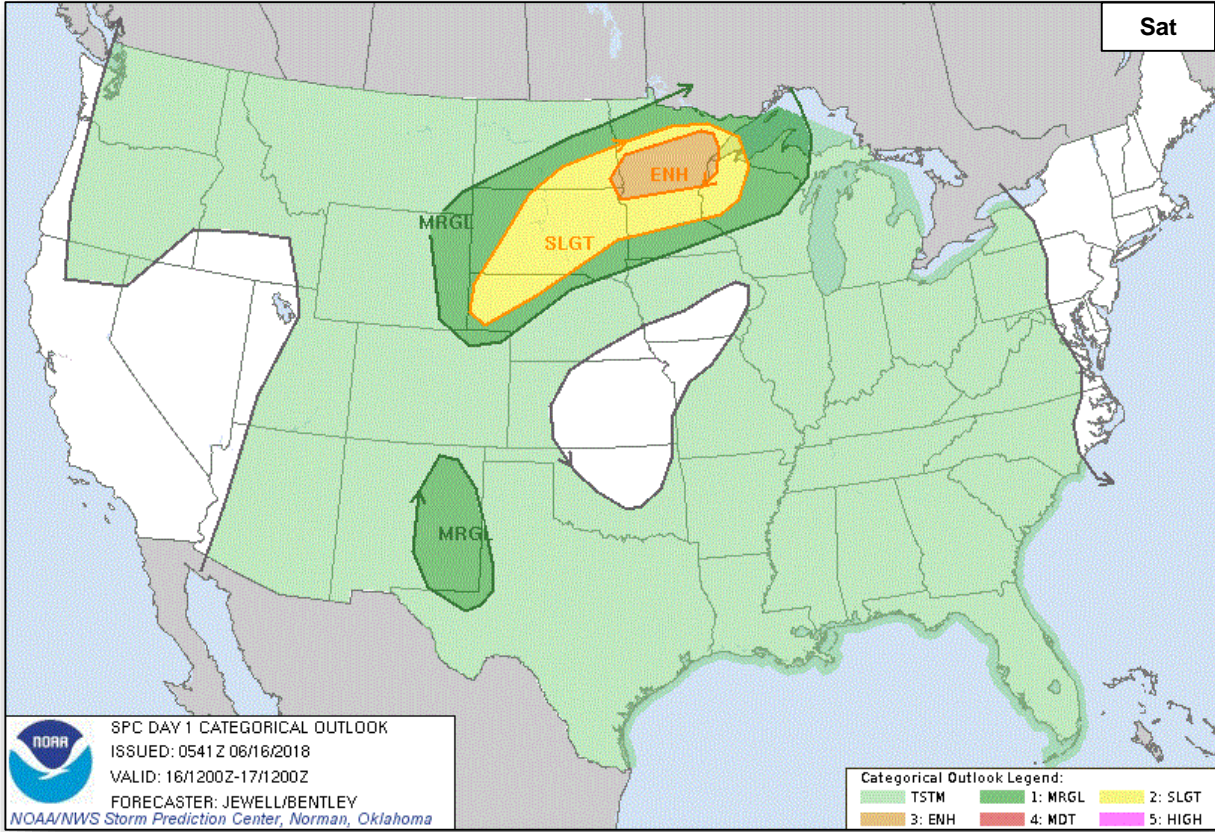 Sat
ENH
MRGL
SLGT
MRGL
NOAA
SPC DAY 1 CATEGORICAL OUTLOOK
ISSUED: 0541Z 06/16/2018
VALID: 16/1200Z-17/1200Z
FORECASTER: JEWELL/BENTLEY
NOAA/NWS Storm Prediction Center, Norman, Oklahoma
Categorical Outlook Legend:
TSTM 1: MRGL 2: SLGT
3: ENH 4: MDT 5: HIGH